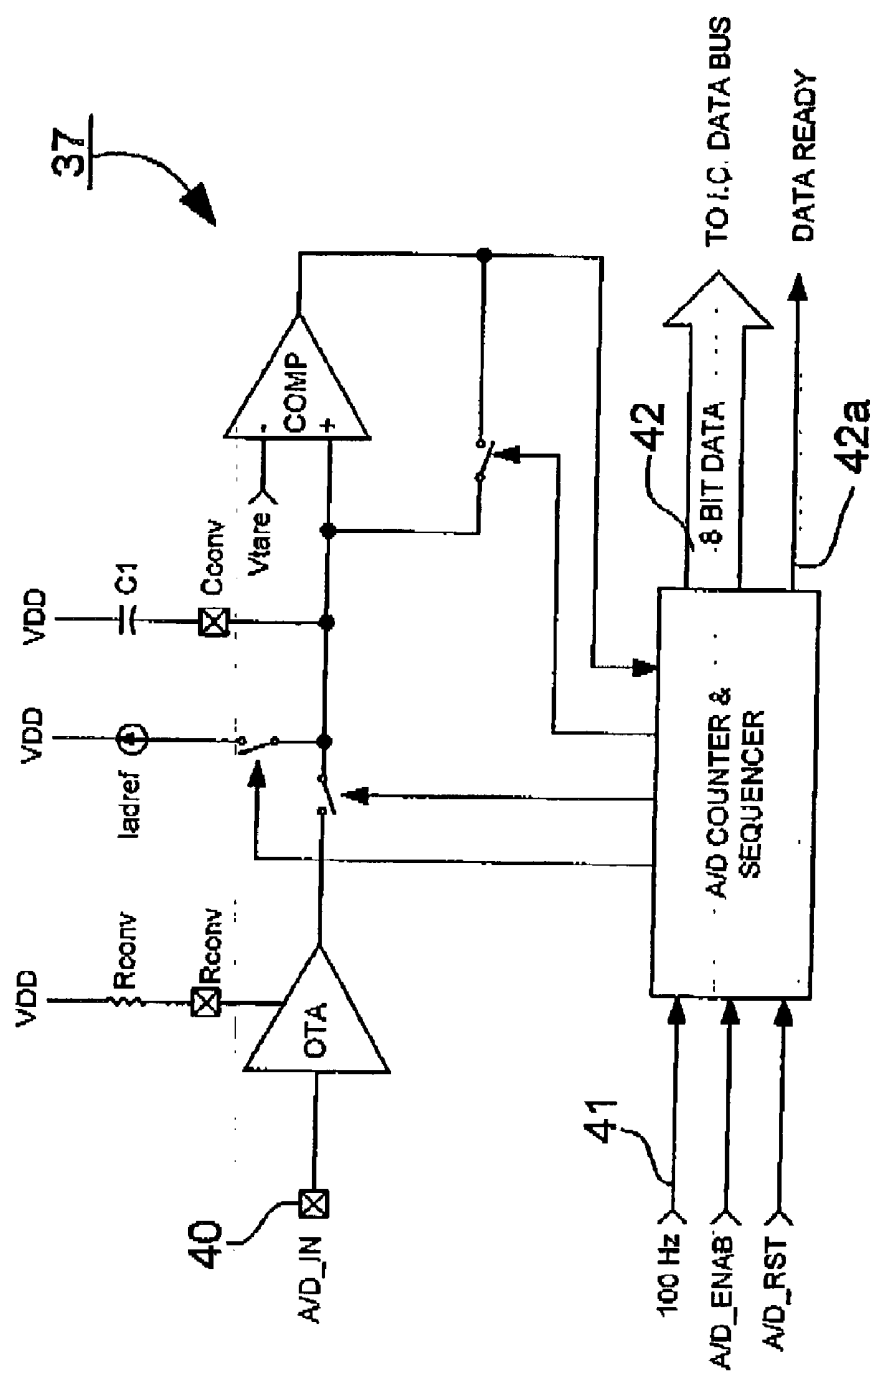 37
VDD
VDD
VDD
Rconv
Iadref
C1
Rconv
Cconv
Vtare
-
COMP
+
OTA
40
A/D_IN
41
100 Hz
A/D_ENAB
A/D_RST
A/D COUNTER &
SEQUENCER
42
8 BIT DATA
TO I.C. DATA BUS
DATA READY
42a